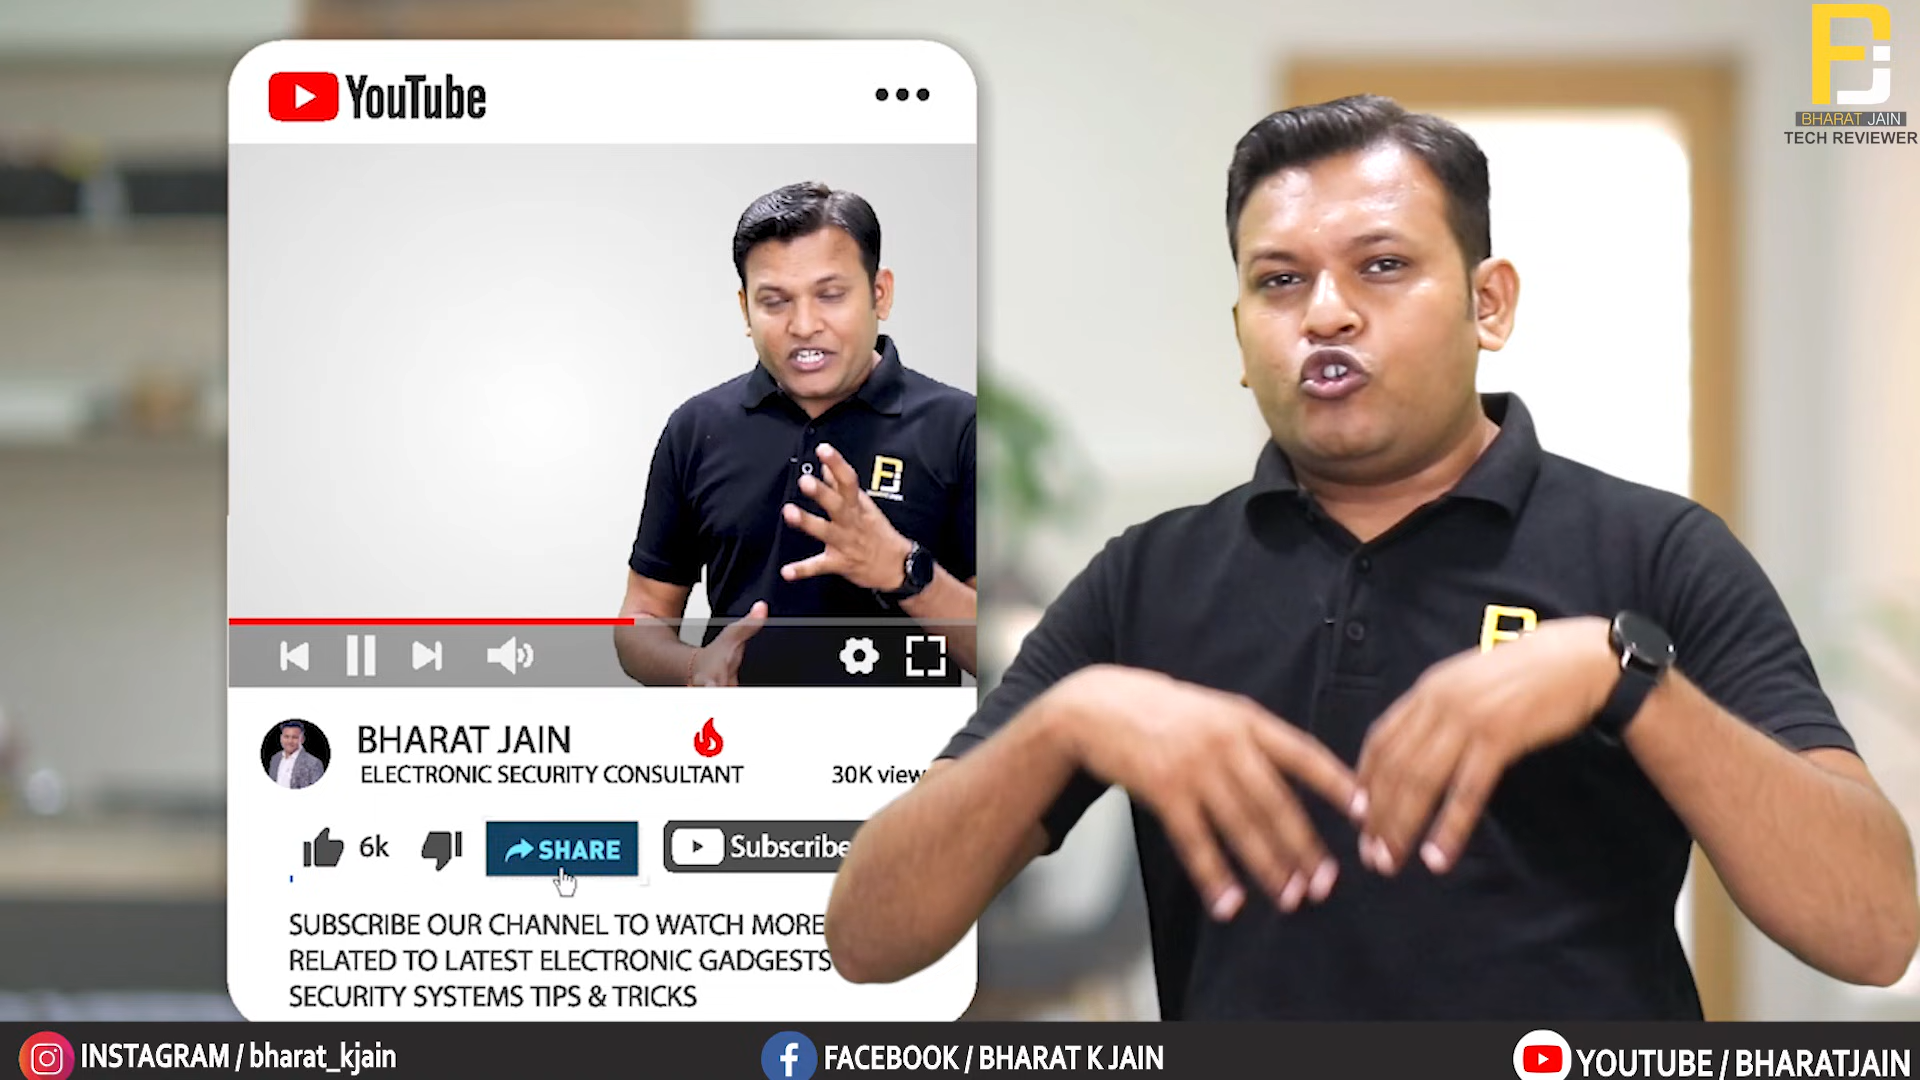 YouTube
BHARAT JAIN
TECH REVIEWER
BHARAT JAIN
ELECTRONIC SECURITY CONSULTANT
30K view
6k
SHARE
Subscribe
SUBSCRIBE OUR CHANNEL TO WATCH MORE
RELATED TO LATEST ELECTRONIC GADGESTS
SECURITY SYSTEMS TIPS & TRICKS
INSTAGRAM / bharat_kjain
FACEBOOK / BHARAT K JAIN
YOUTUBE / BHARATJAIN